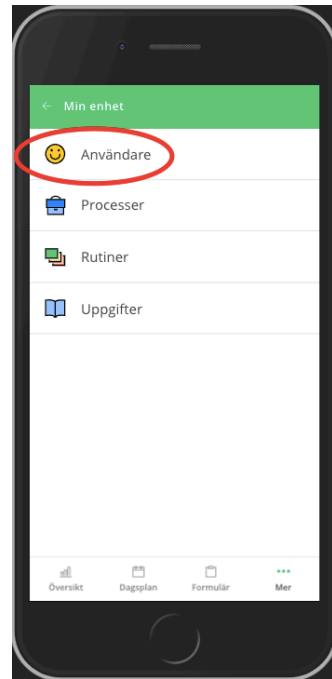 Min enhet
Användare
Processer
Rutiner
Uppgifter
Översikt Dagsplan Formulär Mer